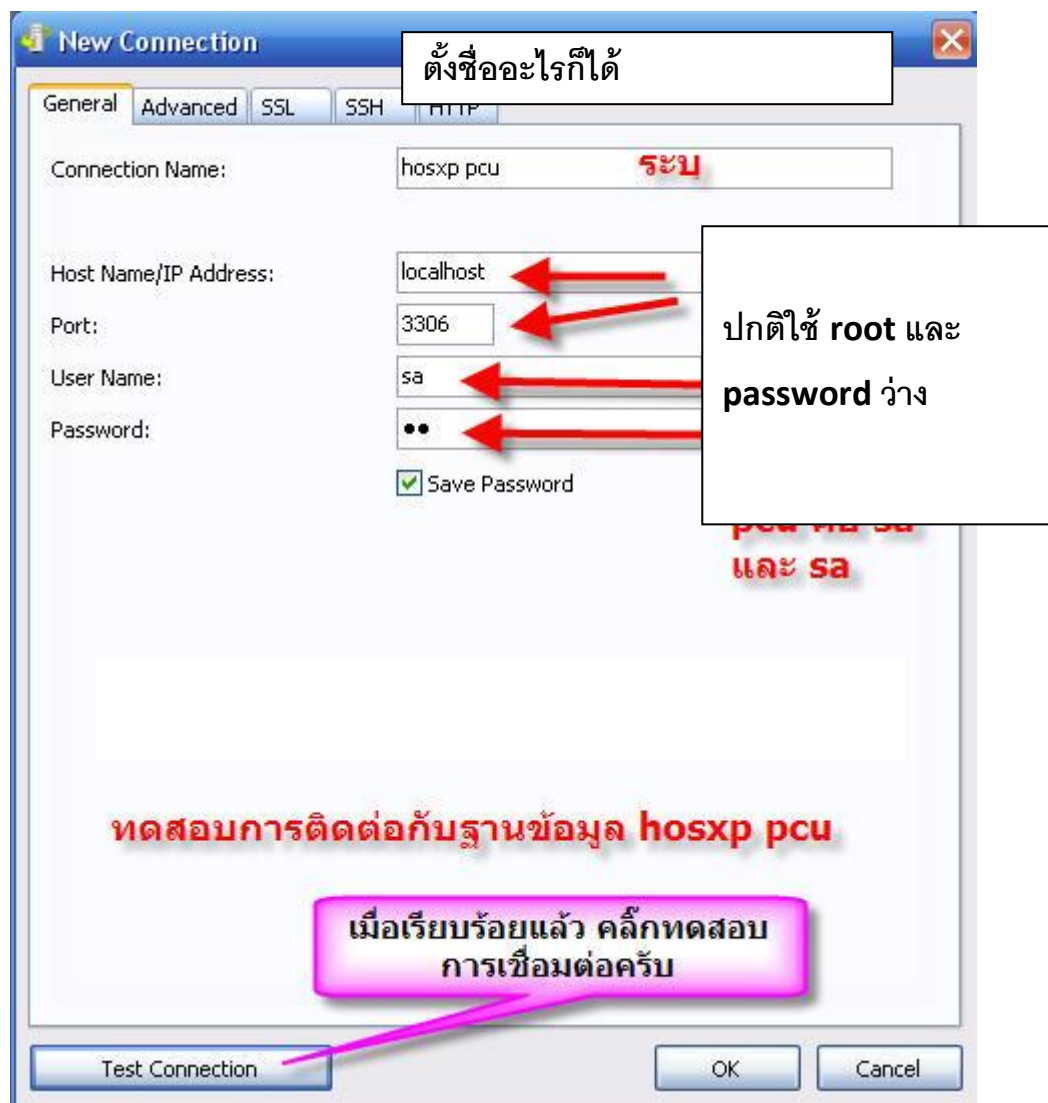 New Connection
ตั้งชื่ออะไรก็ได้
General Advanced SSL SSH HTTP
Connection Name: hosxp pcu ระบุ
Host Name/IP Address: localhost
Port: 3306
User Name: sa
Password: ●●
Save Password
ปกติใช้ root และ
password ว่าง
pcu คือ sa
และ sa
ทดสอบการติดต่อกับฐานข้อมูล hosxp pcu
เมื่อเรียบร้อยแล้ว คลิ๊กทดสอบ
การเชื่อมต่อครับ
Test Connection OK Cancel